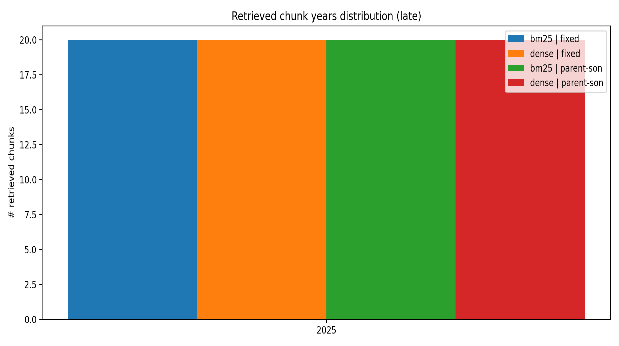 Retrieved chunk years distribution (late)
# retrieved chunks
20.0
17.5
15.0
12.5
10.0
7.5
5.0
2.5
0.0
bm25 | fixed
dense | fixed
bm25 | parent-son
dense | parent-son
2025